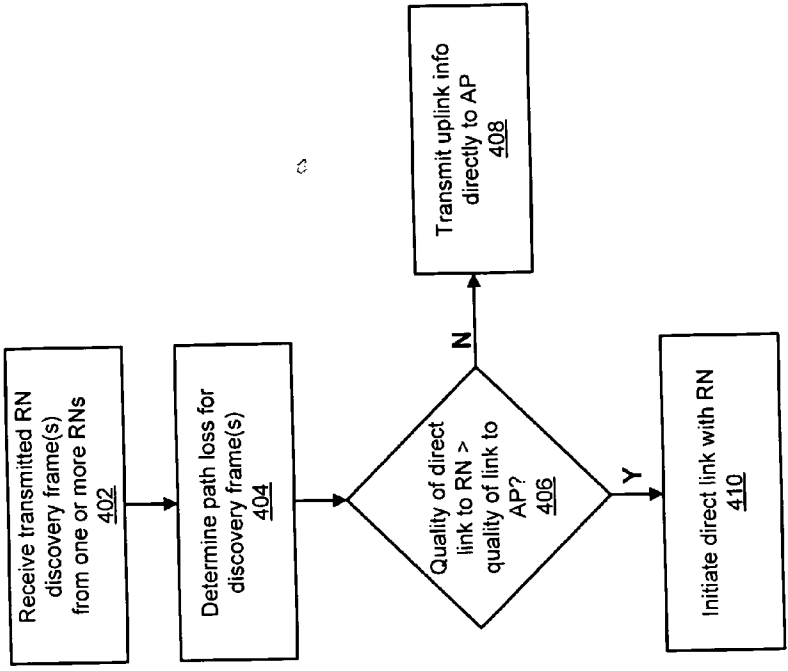 Receive transmitted RN
discovery frame(s)
from one or more RNs
402
Determine path loss for
discovery frame(s)
404
Quality of direct
link to RN >
quality of link to
AP?
406
N
Transmit uplink info
directly to AP
408
Y
Initiate direct link with RN
410